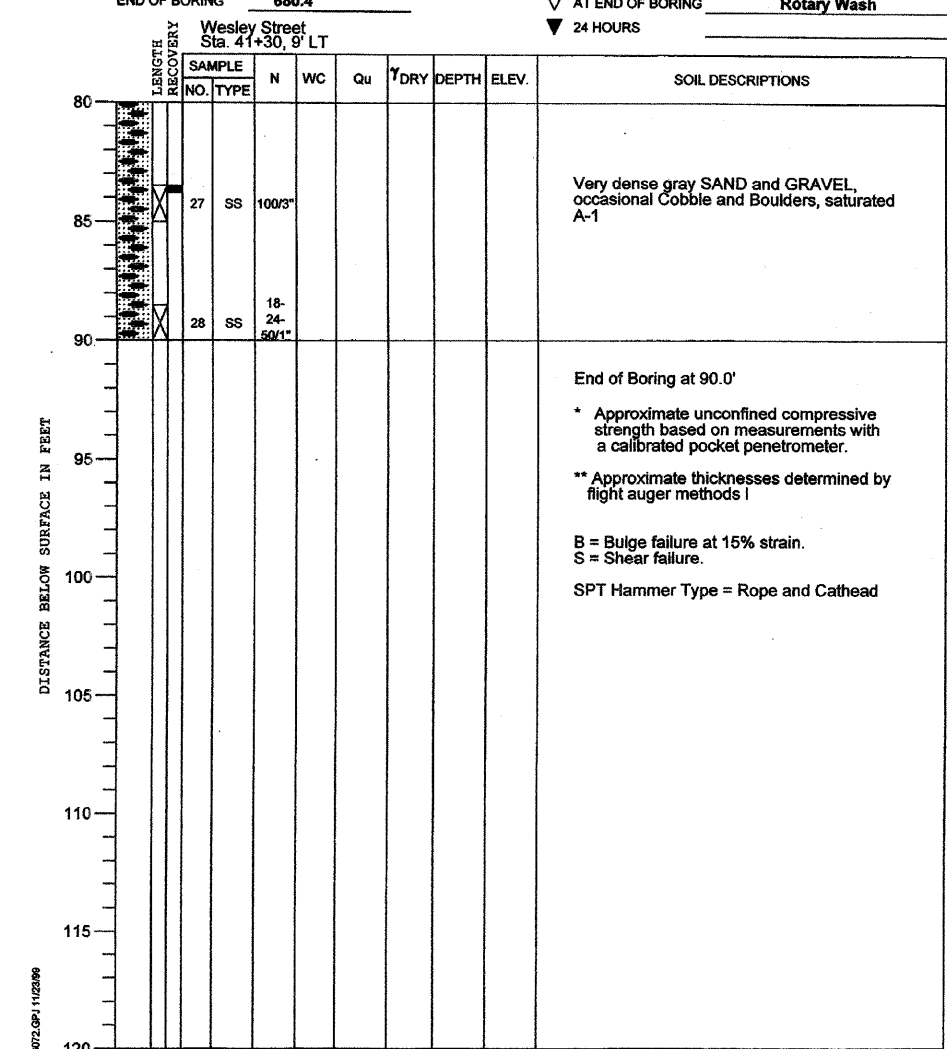 END OF BORING 680.4
▽ AT END OF BORING Rotary Wash
▼ 24 HOURS
Wesley Street
Sta. 41+30, 9' LT
LENGTH
RECOVERY
SAMPLE
NO. TYPE
N
WC
Qu
γDRY
DEPTH
ELEV.
SOIL DESCRIPTIONS
80
Very dense gray SAND and GRAVEL,
occasional Cobble and Boulders, saturated
A-1
27 SS 100/3"
85
18-
28 SS 24-
50/1"
90
End of Boring at 90.0'
* Approximate unconfined compressive
strength based on measurements with
a calibrated pocket penetrometer.
95
** Approximate thicknesses determined by
flight auger methods I
B = Bulge failure at 15% strain.
S = Shear failure.
100
SPT Hammer Type = Rope and Cathead
105
110
115
120
DISTANCE BELOW SURFACE IN FEET
072.GPJ 11/23/99